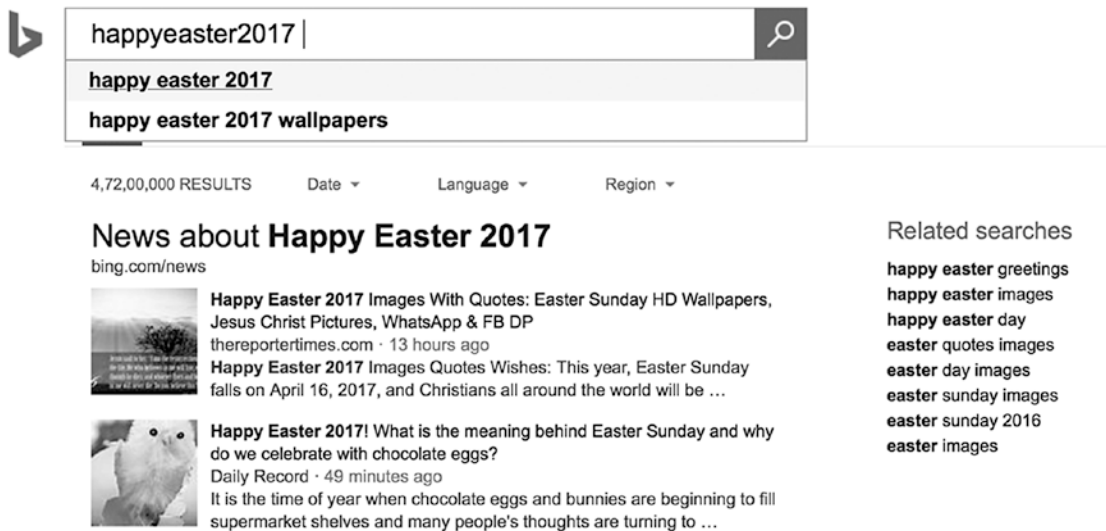 happyeaster2017
happy easter 2017
happy easter 2017 wallpapers
4,72,00,000 RESULTS Date Language Region
News about Happy Easter 2017
bing.com/news
Happy Easter 2017 Images With Quotes: Easter Sunday HD Wallpapers,
Jesus Christ Pictures, WhatsApp & FB DP
thereportertimes.com · 13 hours ago
Happy Easter 2017 Images Quotes Wishes: This year, Easter Sunday
falls on April 16, 2017, and Christians all around the world will be ...
Happy Easter 2017! What is the meaning behind Easter Sunday and why
do we celebrate with chocolate eggs?
Daily Record · 49 minutes ago
It is the time of year when chocolate eggs and bunnies are beginning to fill
supermarket shelves and many people's thoughts are turning to ...
Related searches
happy easter greetings
happy easter images
happy easter day
easter quotes images
easter day images
easter sunday images
easter sunday 2016
easter images